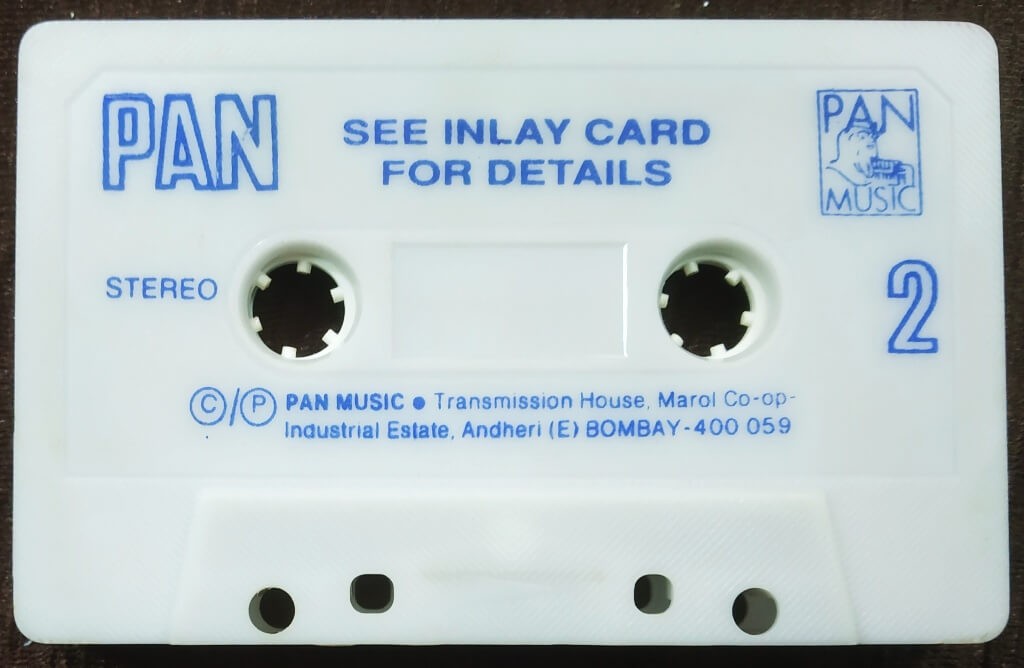 PAN
SEE INLAY CARD
FOR DETAILS
PAN
MUSIC
STEREO
2
Ⓒ/Ⓟ PAN MUSIC • Transmission House, Marol Co-op-
Industrial Estate, Andheri (E) BOMBAY-400 059